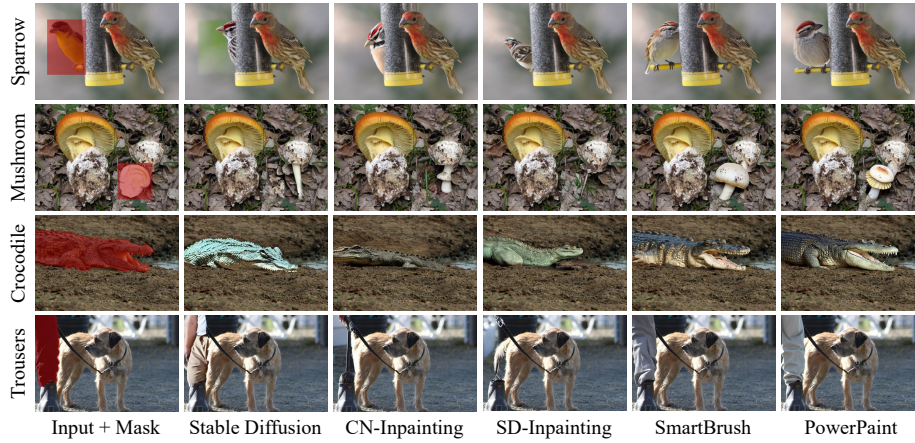 Sparrow
Mushroom
Crocodile
Trousers
Input + Mask
Stable Diffusion
CN-Inpainting
SD-Inpainting
SmartBrush
PowerPaint